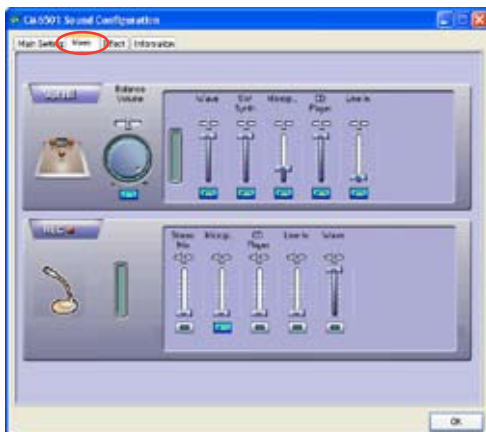 CM6501 Sound Configuration
Main Setting Mixer Effect Information
Balance
Volume
Wave SW
Synth Microp... CD
Player Line In
REC
Stereo
Mix Microp... CD
Player Line In Wave
OK